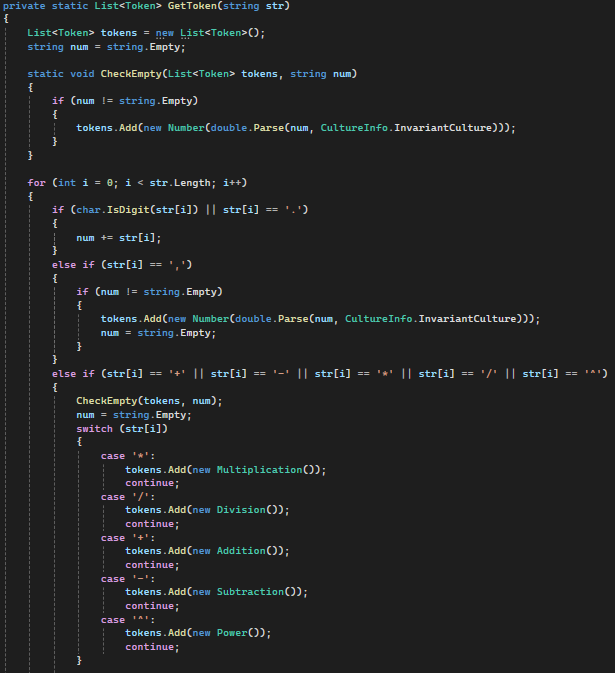 private static List<Token> GetToken(string str)
{
    List<Token> tokens = new List<Token>();
    string num = string.Empty;

    static void CheckEmpty(List<Token> tokens, string num)
    {
        if (num != string.Empty)
        {
            tokens.Add(new Number(double.Parse(num, CultureInfo.InvariantCulture)));
        }
    }

    for (int i = 0; i < str.Length; i++)
    {
        if (char.IsDigit(str[i]) || str[i] == '.')
        {
            num += str[i];
        }
        else if (str[i] == ',')
        {
            if (num != string.Empty)
            {
                tokens.Add(new Number(double.Parse(num, CultureInfo.InvariantCulture)));
                num = string.Empty;
            }
        }
        else if (str[i] == '+' || str[i] == '-' || str[i] == '*' || str[i] == '/' || str[i] == '^')
        {
            CheckEmpty(tokens, num);
            num = string.Empty;
            switch (str[i])
            {
                case '*':
                    tokens.Add(new Multiplication());
                    continue;
                case '/':
                    tokens.Add(new Division());
                    continue;
                case '+':
                    tokens.Add(new Addition());
                    continue;
                case '-':
                    tokens.Add(new Subtraction());
                    continue;
                case '^':
                    tokens.Add(new Power());
                    continue;
            }